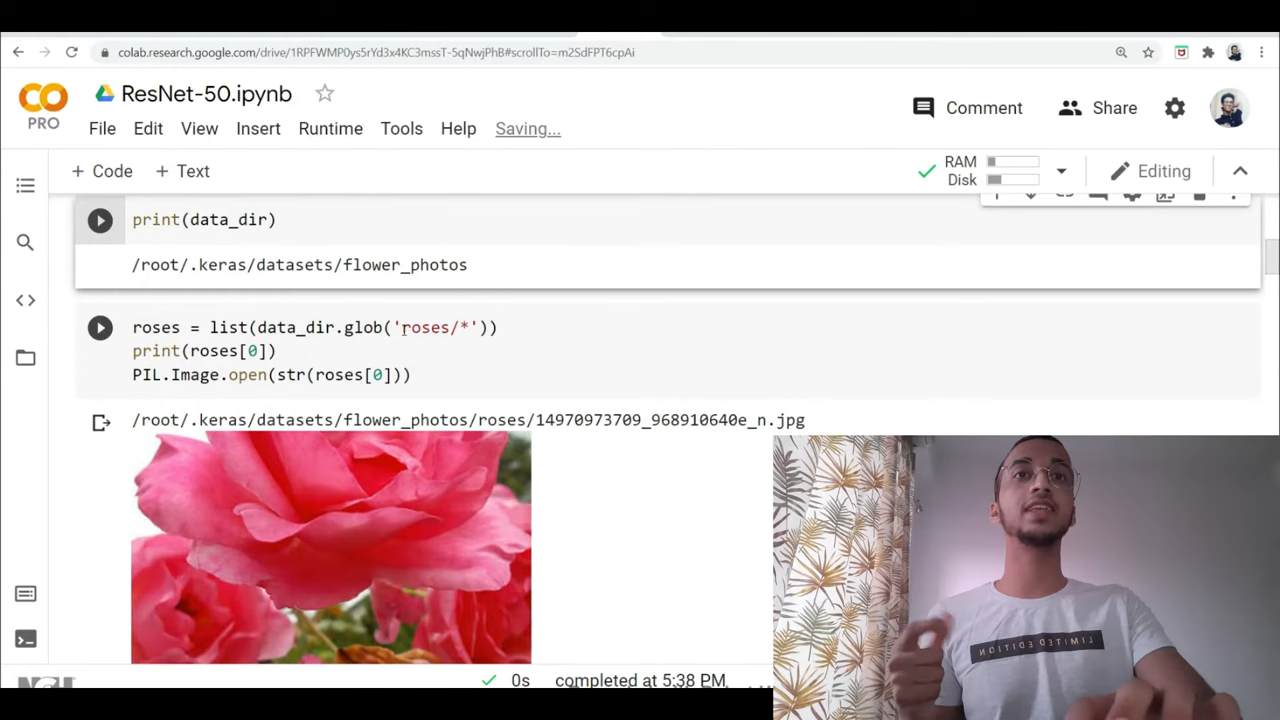 colab.research.google.com/drive/1RPFWMP0ys5rYd3x4KC3mssT-5qNwjPhB#scrollTo=m2SdFPT6cpAi
ResNet-50.ipynb
PRO
Comment
Share
File Edit View Insert Runtime Tools Help Saving...
+ Code + Text
RAM
Disk
Editing
print(data_dir)
/root/.keras/datasets/flower_photos
roses = list(data_dir.glob('roses/*'))
print(roses[0])
PIL.Image.open(str(roses[0]))
/root/.keras/datasets/flower_photos/roses/14970973709_968910640e_n.jpg
LIMITED EDITION
0s completed at 5:38 PM